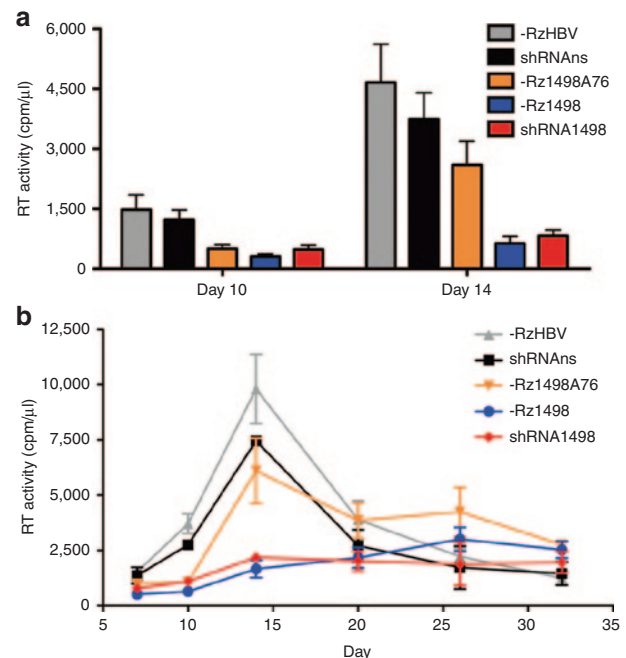 a
RT activity (cpm/µl)
6,000
4,500
3,000
1,500
0
-RzHBV
shRNAns
-Rz1498A76
-Rz1498
shRNA1498
Day 10
Day 14
b
RT activity (cpm/µl)
12,500
10,000
7,500
5,000
2,500
0
-RzHBV
shRNAns
-Rz1498A76
-Rz1498
shRNA1498
5
10
15
20
25
30
35
Day